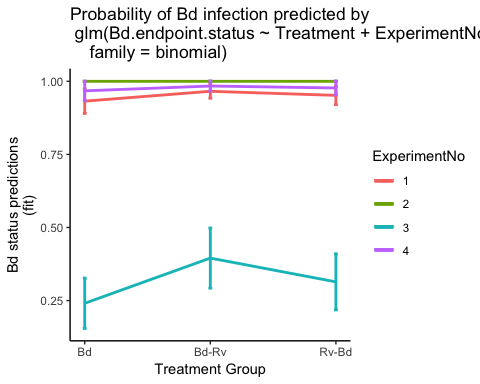 Probability of Bd infection predicted by
glm(Bd.endpoint.status ~ Treatment + ExperimentNo
family = binomial)
1.00
0.75
0.50
0.25
Bd status predictions
(fit)
Bd
Bd-Rv
Rv-Bd
Treatment Group
ExperimentNo
1
2
3
4